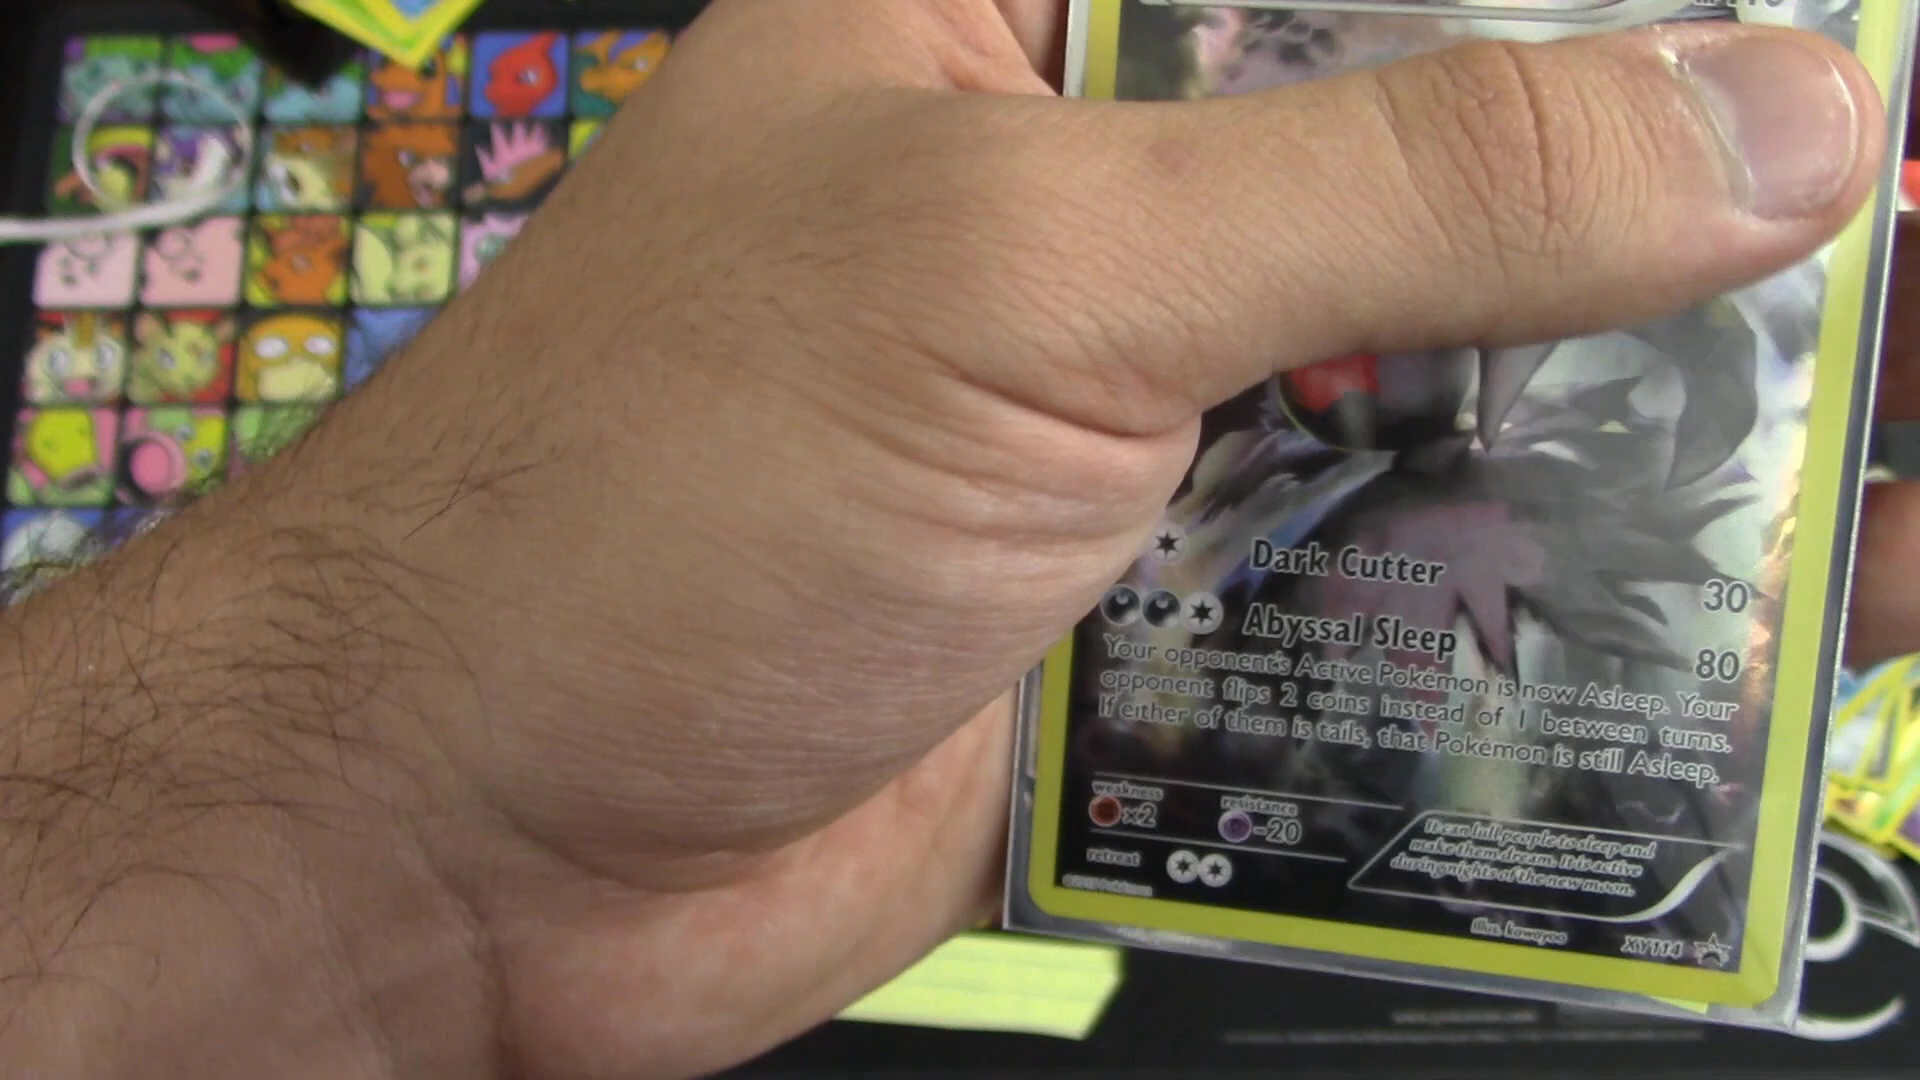 Dark Cutter 30
Abyssal Sleep 80
Your opponent's Active Pokémon is now Asleep. Your
opponent flips 2 coins instead of 1 between turns.
If either of them is tails, that Pokémon is still Asleep.
weakness
x2
resistance
-20
retreat
It can lull people to sleep and
make them dream. It is active
during nights of the new moon.
Illus. kawayoo
XY114